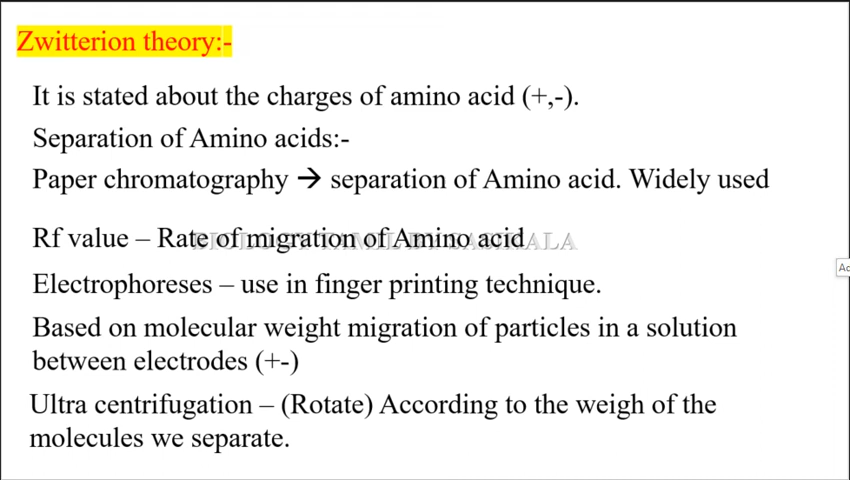 Zwitterion theory:-
It is stated about the charges of amino acid (+,-).
Separation of Amino acids:-
Paper chromatography → separation of Amino acid. Widely used
Rf value – Rate of migration of Amino acid
Electrophoreses – use in finger printing technique.
Based on molecular weight migration of particles in a solution
between electrodes (+-)
Ultra centrifugation – (Rotate) According to the weigh of the
molecules we separate.